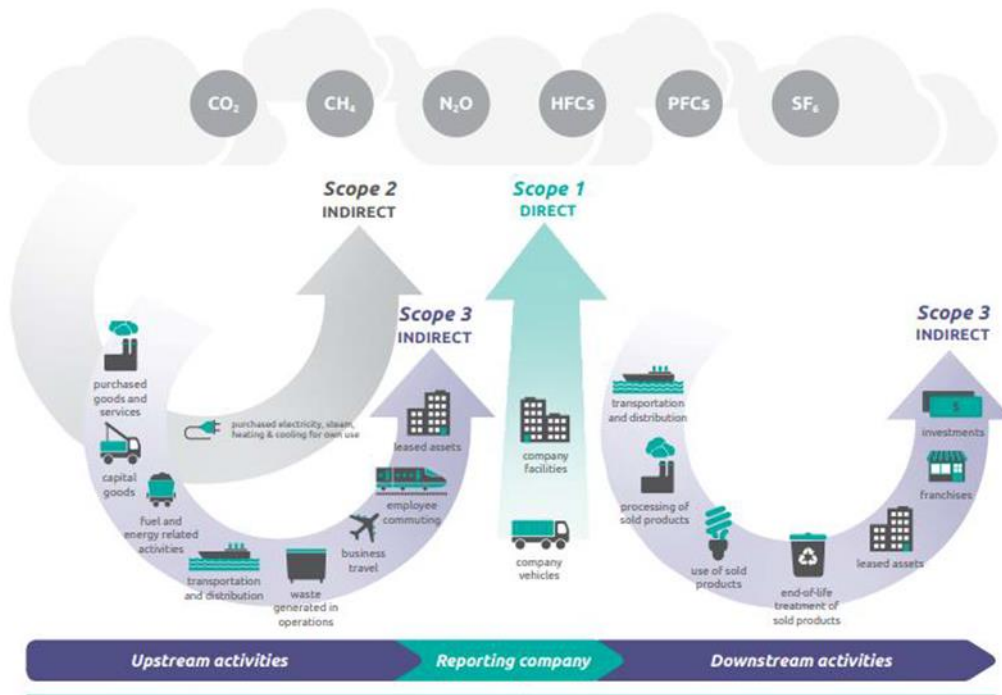 CO₂
CH₄
N₂O
HFCs
PFCs
SF₆
Scope 2
INDIRECT
Scope 1
DIRECT
Scope 3
INDIRECT
Scope 3
INDIRECT
purchased
goods and
services
capital
goods
fuel and
energy related
activities
transportation
and distribution
waste
generated in
operations
business
travel
employee
commuting
leased assets
purchased electricity, steam,
heating & cooling for own use
company
facilities
company
vehicles
transportation
and distribution
processing of
sold products
use of sold
products
end-of-life
treatment of
sold products
leased assets
franchises
$
investments
Upstream activities
Reporting company
Downstream activities